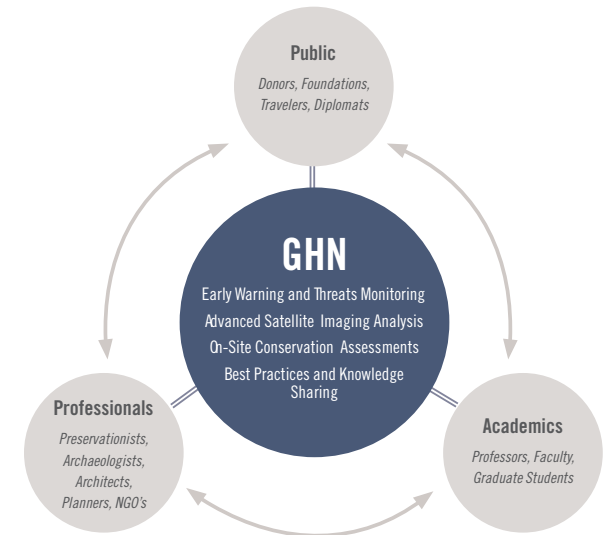 Public
Donors, Foundations,
Travelers, Diplomats
GHN
Early Warning and Threats Monitoring
Advanced Satellite Imaging Analysis
On-Site Conservation Assessments
Best Practices and Knowledge
Sharing
Professionals
Preservationists,
Archaeologists,
Architects,
Planners, NGO's
Academics
Professors, Faculty,
Graduate Students